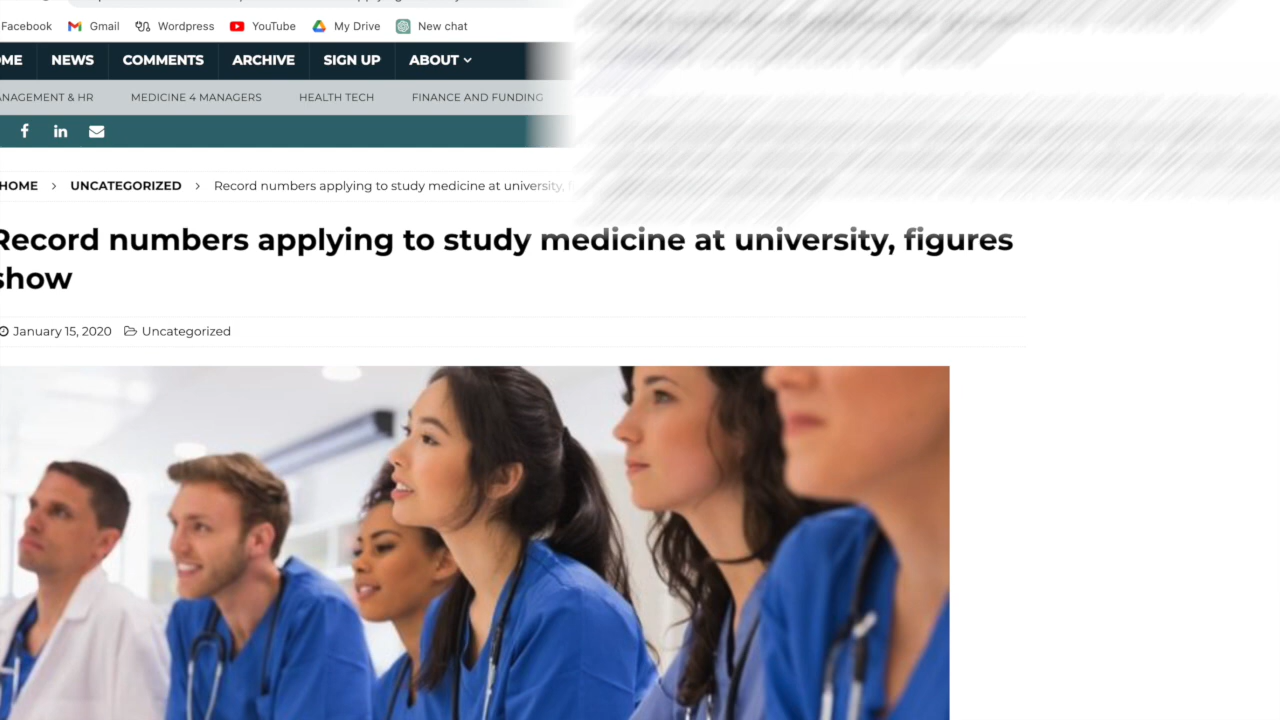 Facebook Gmail Wordpress YouTube My Drive New chat
OME NEWS COMMENTS ARCHIVE SIGN UP ABOUT
ANAGEMENT & HR MEDICINE 4 MANAGERS HEALTH TECH FINANCE AND FUNDING
HOME > UNCATEGORIZED > Record numbers applying to study medicine at university,
Record numbers applying to study medicine at university, figures
show
January 15, 2020 Uncategorized